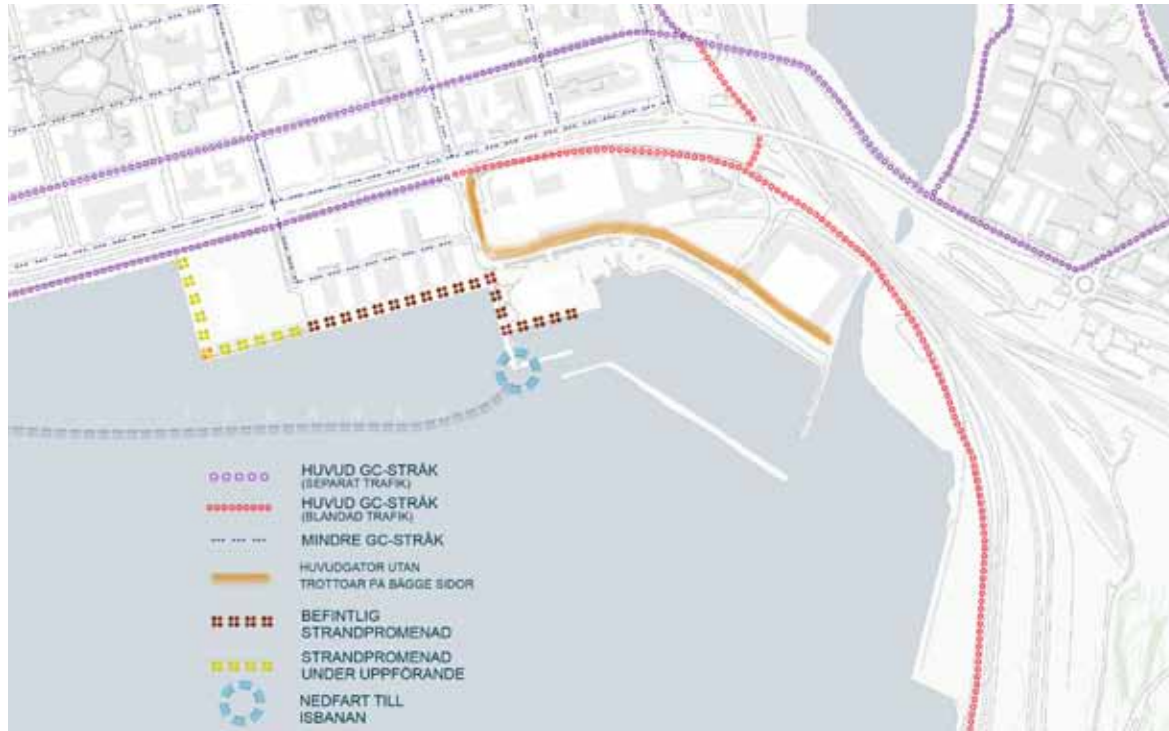 HUVUD GC-STRÅK
(SEPARAT TRAFIK)
HUVUD GC-STRÅK
(BLANDAD TRAFIK)
MINDRE GC-STRÅK
HUVUDGATOR UTAN
TROTTOAR PÅ BÄGGE SIDOR
BEFINTLIG
STRANDPROMENAD
STRANDPROMENAD
UNDER UPPFÖRANDE
NEDFART TILL
ISBANAN